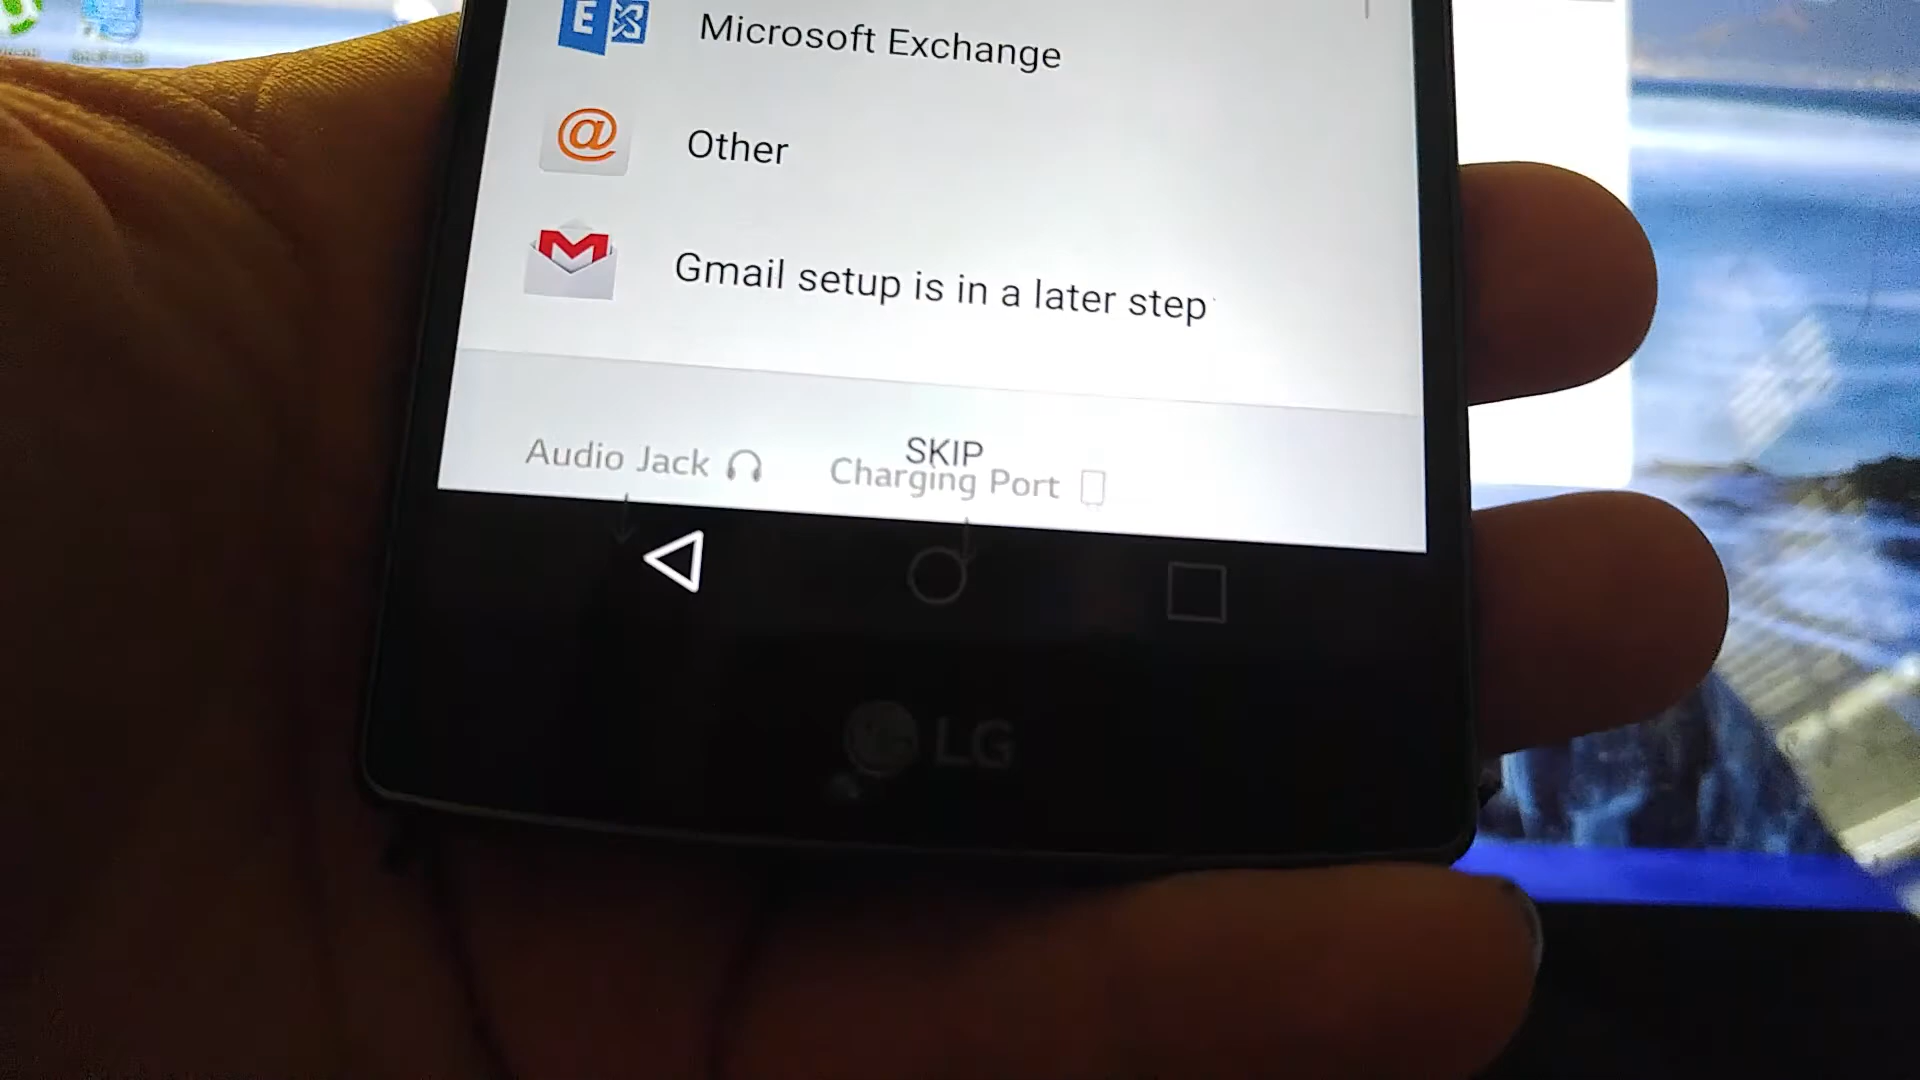 Microsoft Exchange
Other
Gmail setup is in a later step
SKIP
Audio Jack
Charging Port
LG